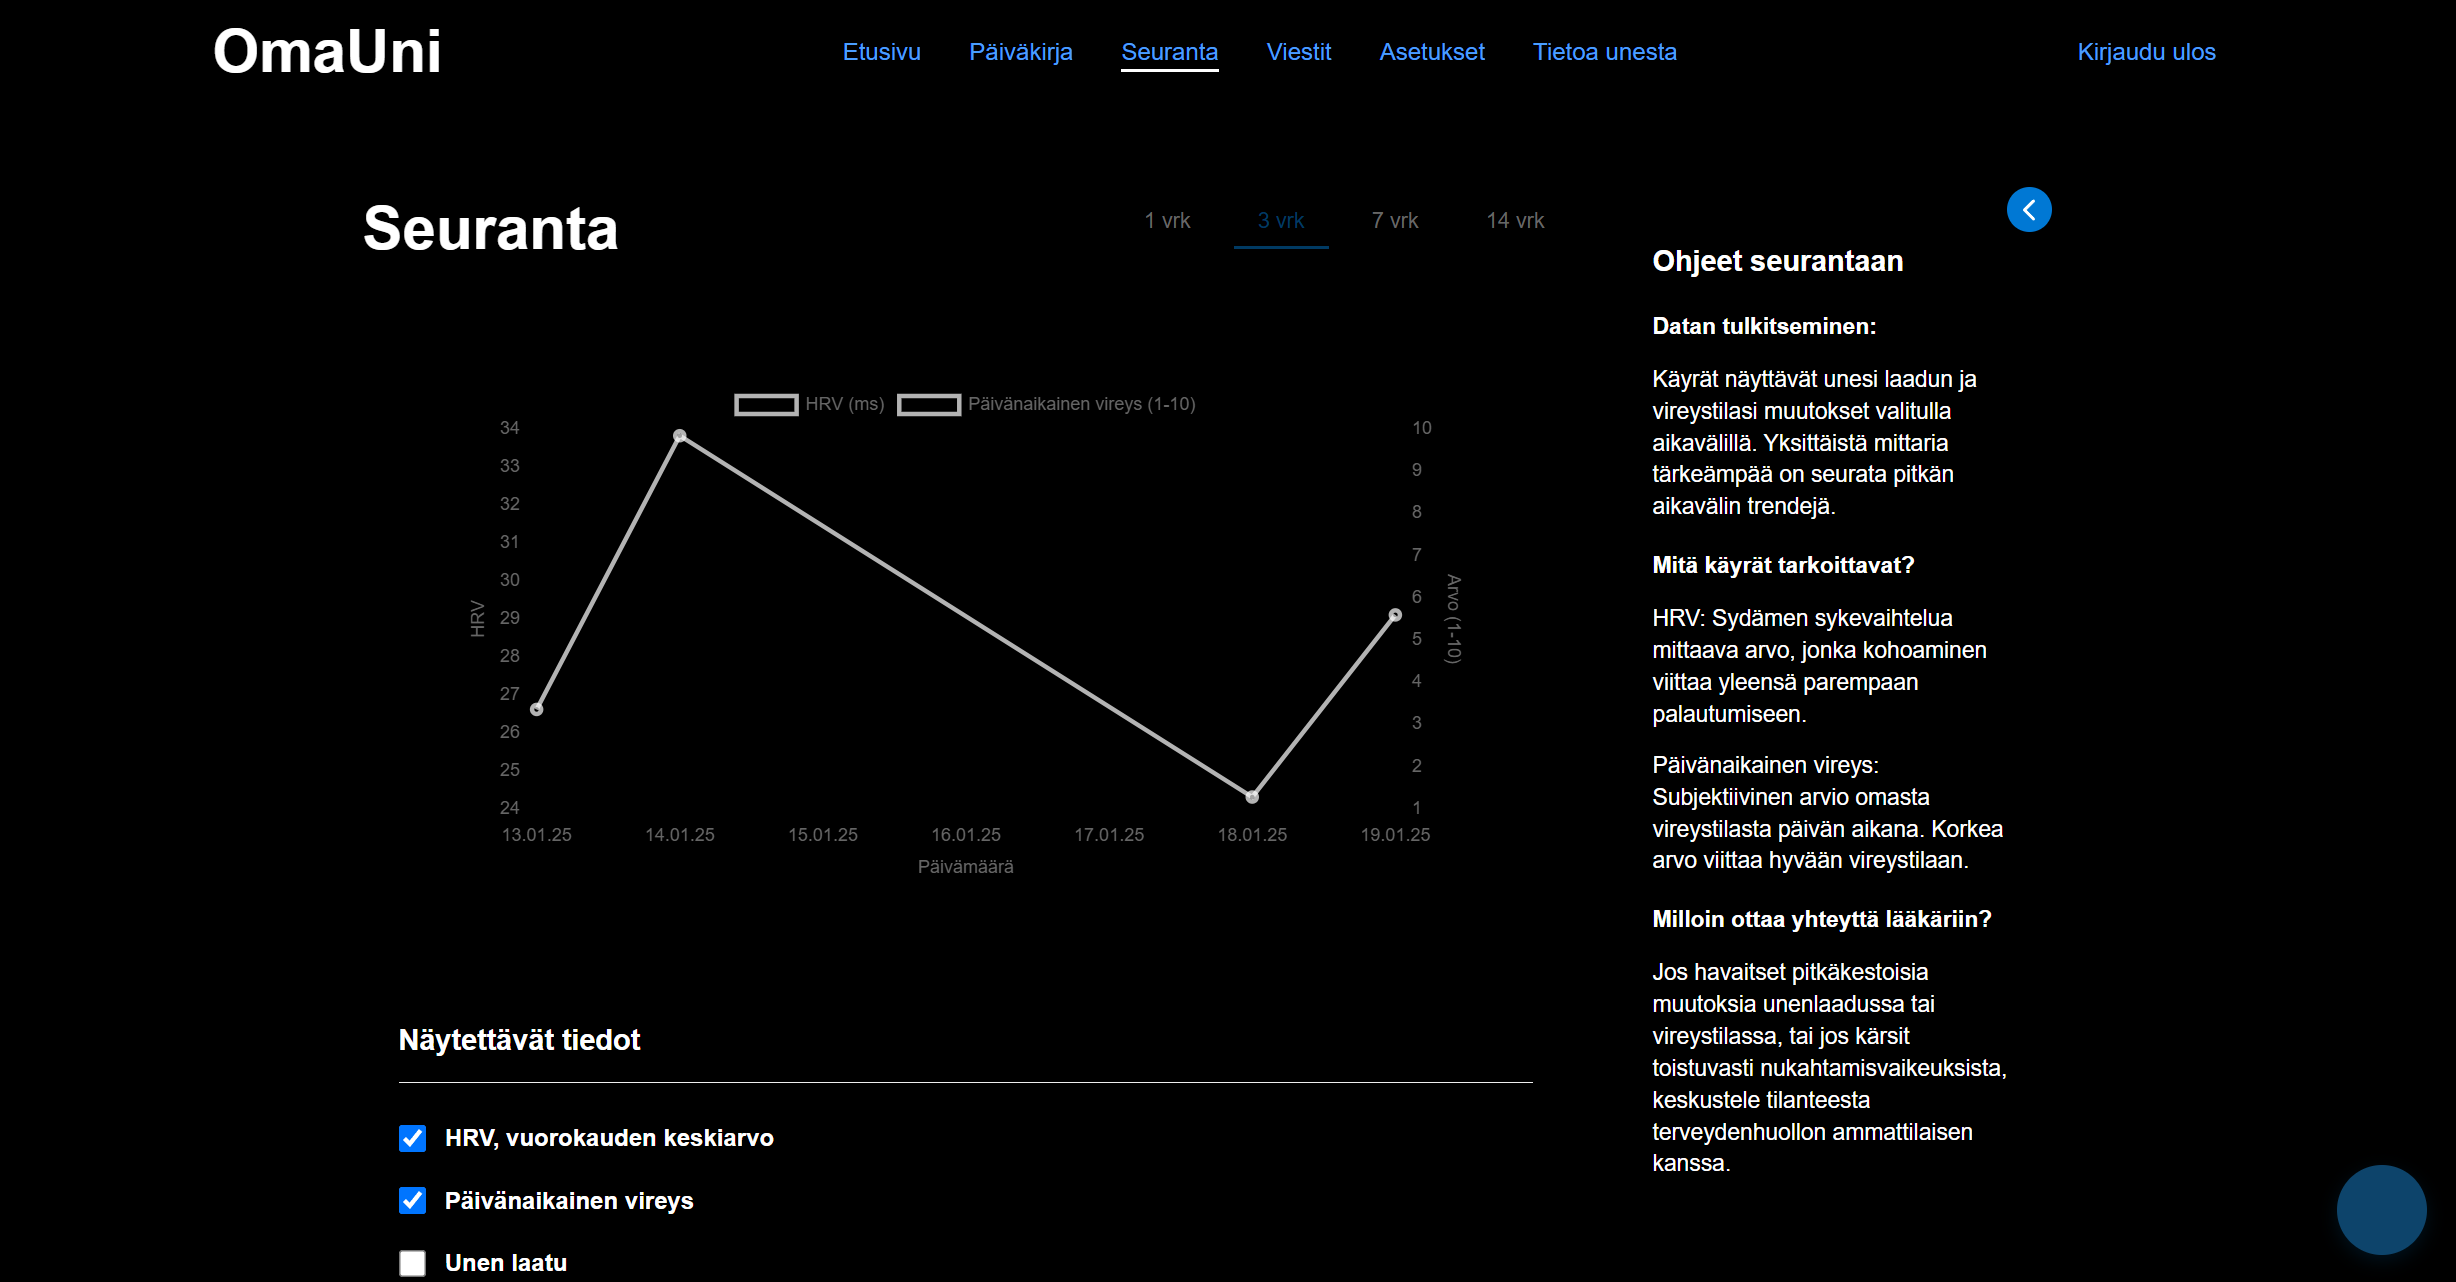 OmaUni
Etusivu
Päiväkirja
Seuranta
Viestit
Asetukset
Tietoa unesta
Kirjaudu ulos
Seuranta
1 vrk
3 vrk
7 vrk
14 vrk
HRV (ms)
Päivänaikainen vireys (1-10)
34
33
32
31
30
29
28
27
26
25
24
HRV
10
9
8
7
6
5
4
3
2
1
Arvo (1-10)
13.01.25
14.01.25
15.01.25
16.01.25
17.01.25
18.01.25
19.01.25
Päivämäärä
Näytettävät tiedot
HRV, vuorokauden keskiarvo
Päivänaikainen vireys
Unen laatu
Ohjeet seurantaan
Datan tulkitseminen:
Käyrät näyttävät unesi laadun ja
vireystilasi muutokset valitulla
aikavälillä. Yksittäistä mittaria
tärkeämpää on seurata pitkän
aikavälin trendejä.
Mitä käyrät tarkoittavat?
HRV: Sydämen sykevaihtelua
mittaava arvo, jonka kohoaminen
viittaa yleensä parempaan
palautumiseen.
Päivänaikainen vireys:
Subjektiivinen arvio omasta
vireystilasta päivän aikana. Korkea
arvo viittaa hyvään vireystilaan.
Milloin ottaa yhteyttä lääkäriin?
Jos havaitset pitkäkestoisia
muutoksia unenlaadussa tai
vireystilassa, tai jos kärsit
toistuvasti nukahtamisvaikeuksista,
keskustele tilanteesta
terveydenhuollon ammattilaisen
kanssa.